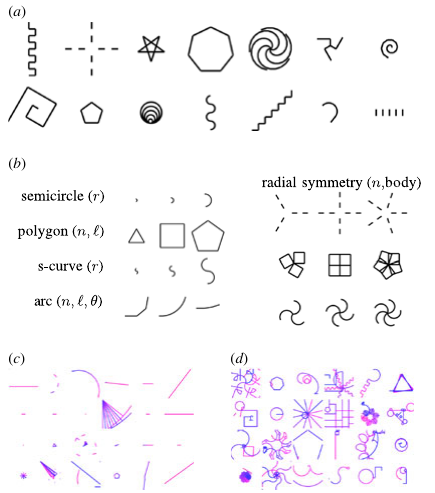 (a)
(b)
semicircle (r)
polygon (n, ℓ)
s-curve (r)
arc (n, ℓ, θ)
radial symmetry (n,body)
(c)
(d)